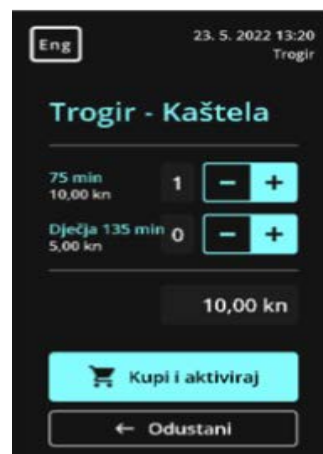 Eng
23. 5. 2022 13:20
Trogir
Trogir - Kaštela
75 min
10,00 kn
1
−
+
Dječja 135 min
5,00 kn
0
−
+
10,00 kn
Kupi i aktiviraj
← Odustani